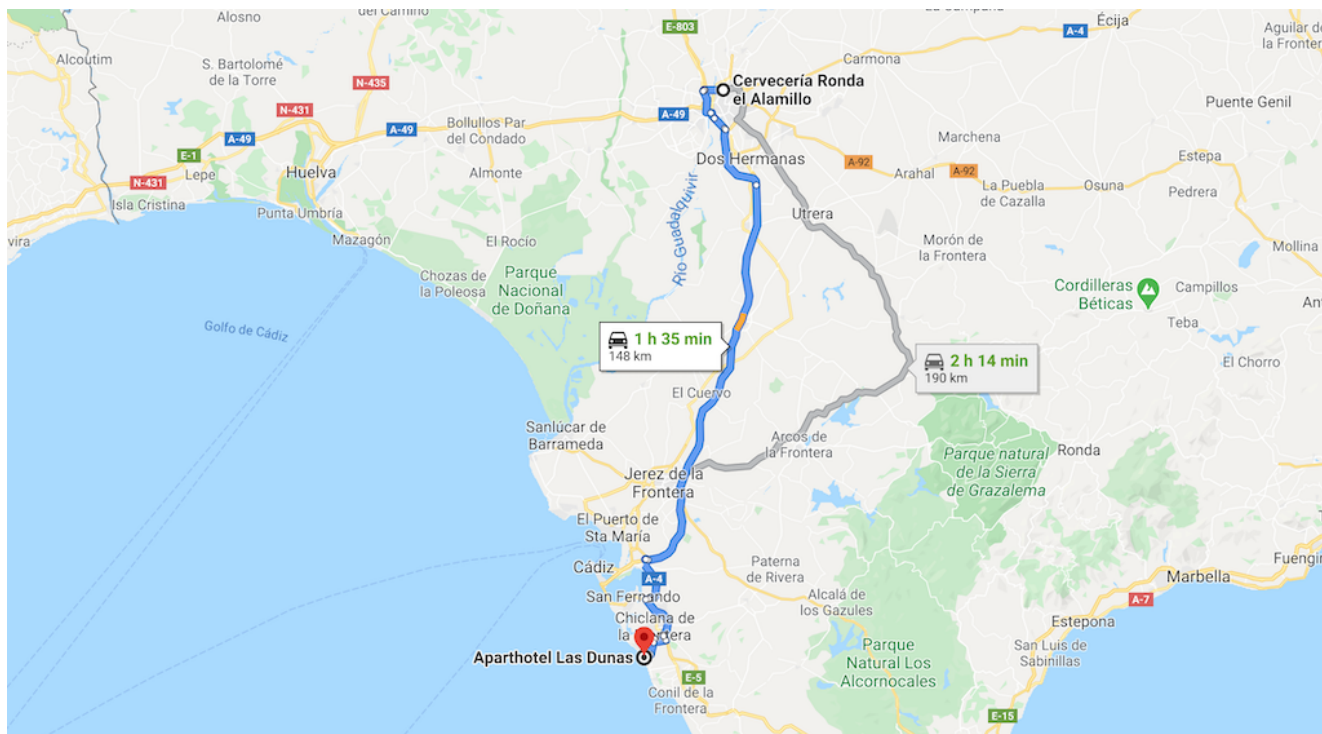 Alosno
del Camino
E-803
La Campana
Écija
A-4
Aguilar de
la Frontera
Alcoutim
S. Bartolomé
de la Torre
N-435
Carmona
Cervecería Ronda
el Alamillo
Puente Genil
N-431
A-49
A-49
A-49
Bollullos Par
del Condado
Marchena
E-1
Lepe
Huelva
Almonte
Dos Hermanas
A-92
Arahal
A-92
Estepa
N-431
Isla Cristina
Punta Umbría
La Puebla
de Cazalla
Osuna
Pedrera
vira
Mazagón
El Rocío
Río Guadalquivir
Utrera
Morón de
la Frontera
Mollina
Chozas de
la Poleosa
Parque
Nacional
de Doñana
Cordilleras
Béticas
Campillos
Ant
Teba
Golfo de Cádiz
1 h 35 min
148 km
2 h 14 min
190 km
El Chorro
El Cuervo
Sanlúcar de
Barrameda
Arcos de
la Frontera
Parque natural
de la Sierra
de Grazalema
Ronda
Jerez de la
Frontera
El Puerto de
Sta María
Cádiz
A-4
Paterna
de Rivera
Fuengir
Marbella
San Fernando
Alcalá de
los Gazules
A-7
Chiclana de
la Frontera
Estepona
Aparthotel Las Dunas
Parque
Natural Los
Alcornocales
San Luis de
Sabinillas
E-5
Conil de la
Frontera
E-15